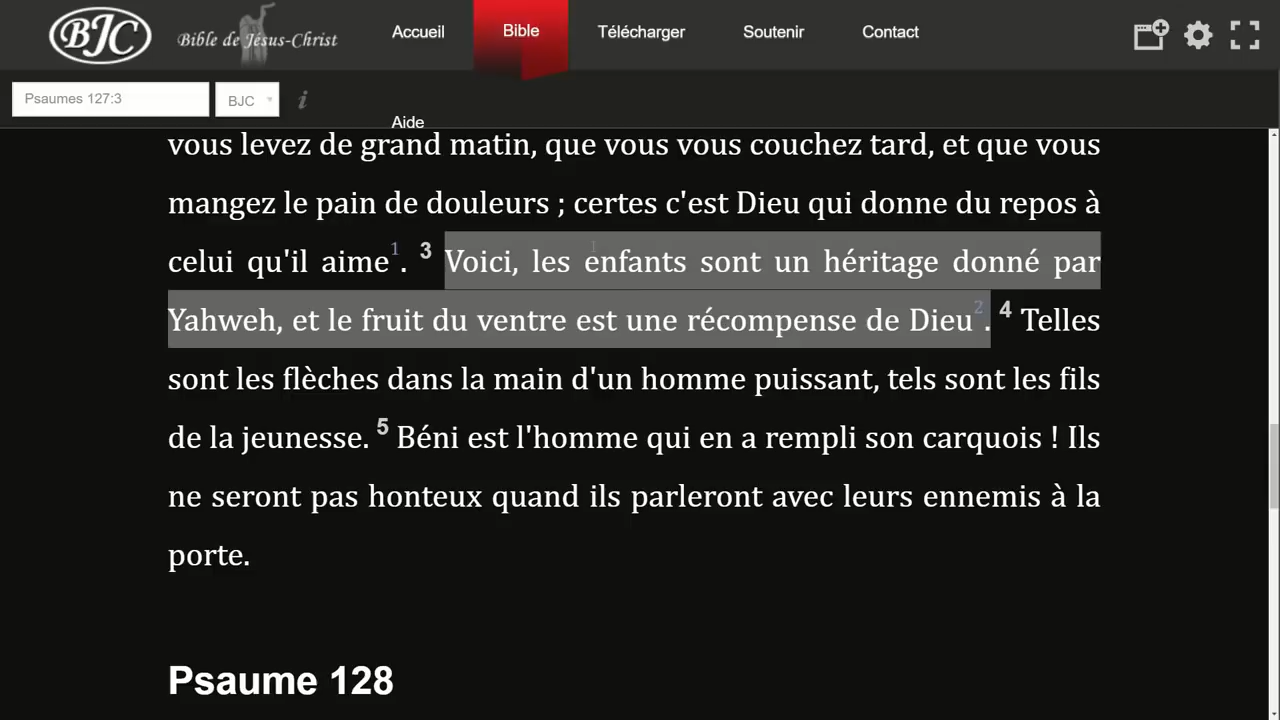 BJC
Bible de Jésus-Christ
Accueil
Bible
Télécharger
Soutenir
Contact
Psaumes 127:3
BJC
i
Aide
vous levez de grand matin, que vous vous couchez tard, et que vous
mangez le pain de douleurs ; certes c'est Dieu qui donne du repos à
celui qu'il aime1. 3 Voici, les enfants sont un héritage donné par
Yahweh, et le fruit du ventre est une récompense de Dieu2. 4 Telles
sont les flèches dans la main d'un homme puissant, tels sont les fils
de la jeunesse. 5 Béni est l'homme qui en a rempli son carquois ! Ils
ne seront pas honteux quand ils parleront avec leurs ennemis à la
porte.
Psaume 128